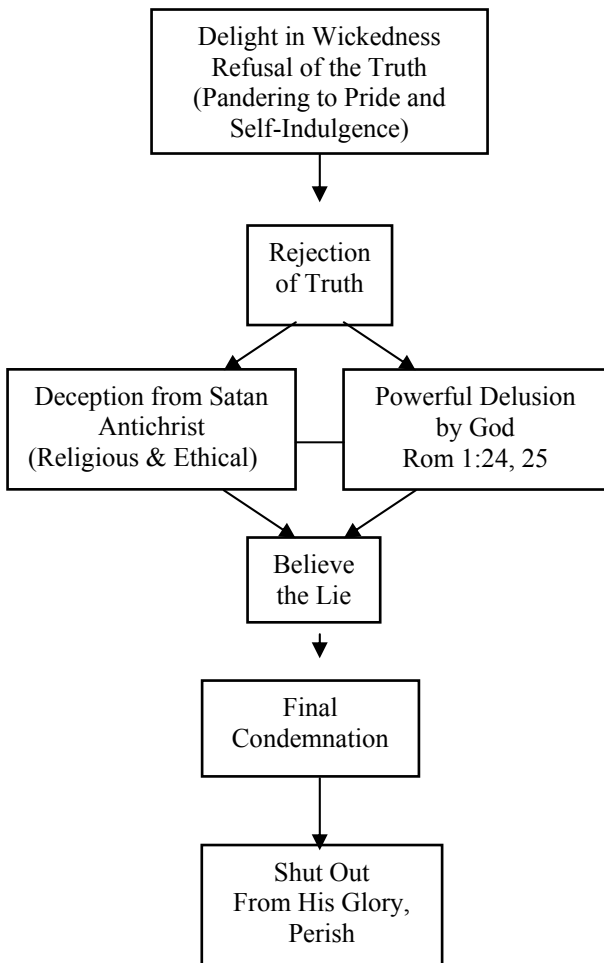 Delight in Wickedness
Refusal of the Truth
(Pandering to Pride and
Self-Indulgence)
Rejection
of Truth
Deception from Satan
Antichrist
(Religious & Ethical)
Powerful Delusion
by God
Rom 1:24, 25
Believe
the Lie
Final
Condemnation
Shut Out
From His Glory,
Perish